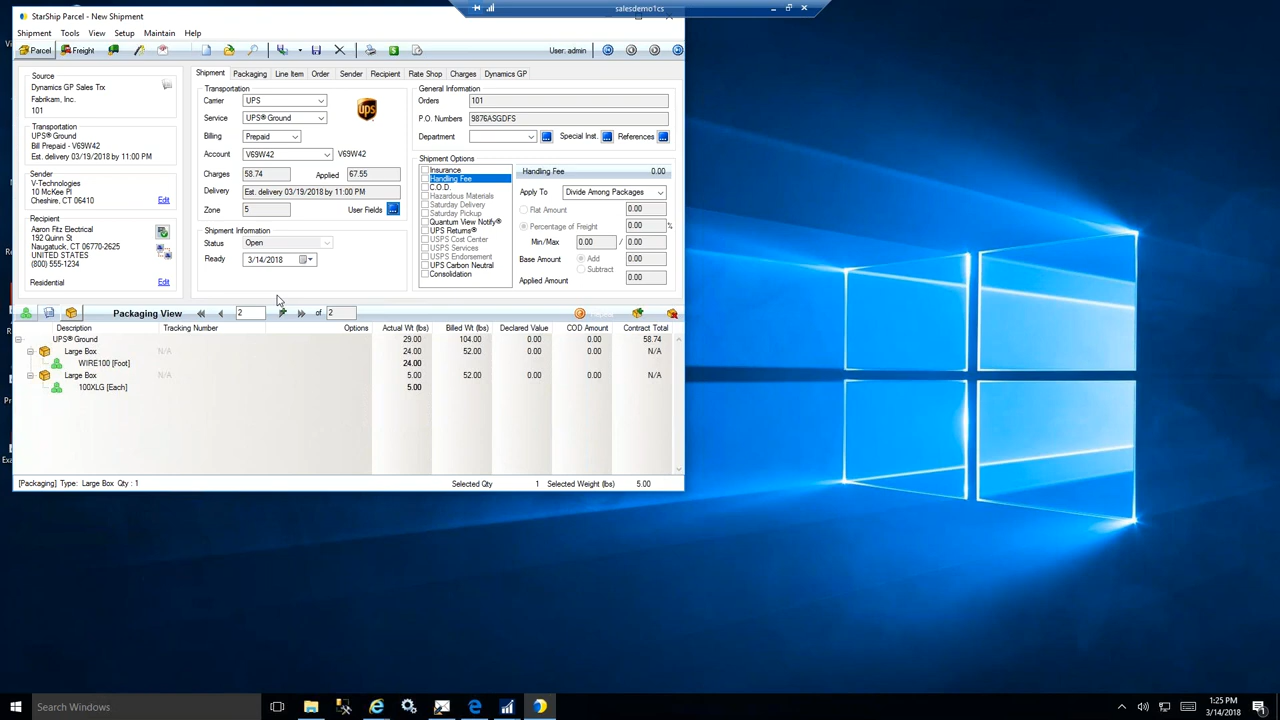 salesdemo1cs
StarShip Parcel - New Shipment
Shipment Tools View Setup Maintain Help
Parcel Freight User: admin
Source
Dynamics GP Sales Trx
Fabrikam, Inc.
101
Transportation
UPS® Ground
Bill Prepaid - V69W42
Est. delivery 03/19/2018 by 11:00 PM
Sender
V-Technologies
10 McKee Pl
Cheshire, CT 06410
Edit
Recipient
Aaron Fitz Electrical
192 Quinn St
Naugatuck, CT 06770-2625
UNITED STATES
(800) 555-1234
Residential Edit
Shipment Packaging Line Item Order Sender Recipient Rate Shop Charges Dynamics GP
Transportation
Carrier UPS
ups
Service UPS® Ground
Billing Prepaid
Account V69W42 V69W42
Charges 58.74 Applied 67.55
Delivery Est. delivery 03/19/2018 by 11:00 PM
Zone 5 User Fields
Shipment Information
Status Open
Ready 3/14/2018
General Information
Orders 101
P.O. Numbers 9876ASGDFS
Department Special Inst. References
Shipment Options
Insurance
Handling Fee
C.O.D.
Hazardous Materials
Saturday Delivery
Saturday Pickup
Quantum View Notify®
UPS Returns®
USPS Cost Center
USPS Services
USPS Endorsement
UPS Carbon Neutral
Consolidation
Handling Fee 0.00
Apply To Divide Among Packages
Flat Amount 0.00
Percentage of Freight 0.00 %
Min/Max 0.00 / 0.00
Base Amount Add 0.00
Subtract
Applied Amount 0.00
Packaging View 2 of 2
Description Tracking Number Options Actual Wt (lbs) Billed Wt (lbs) Declared Value COD Amount Contract Total
UPS® Ground 29.00 104.00 0.00 0.00 58.74
Large Box N/A 24.00 52.00 0.00 0.00 N/A
WIRE100 [Foot] 24.00
Large Box N/A 5.00 52.00 0.00 0.00 N/A
100XLG [Each] 5.00
[Packaging] Type: Large Box Qty : 1 Selected Qty 1 Selected Weight (lbs) 5.00
Search Windows
1:25 PM
3/14/2018
1